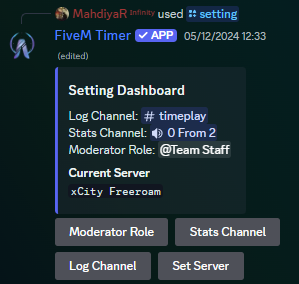 MahdiyaR Infinity used setting
FiveM Timer ✓ APP 05/12/2024 12:33
(edited)
Setting Dashboard
Log Channel: # timeplay
Stats Channel: 0 From 2
Moderator Role: @Team Staff
Current Server
xCity Freeroam
Moderator Role Stats Channel
Log Channel Set Server